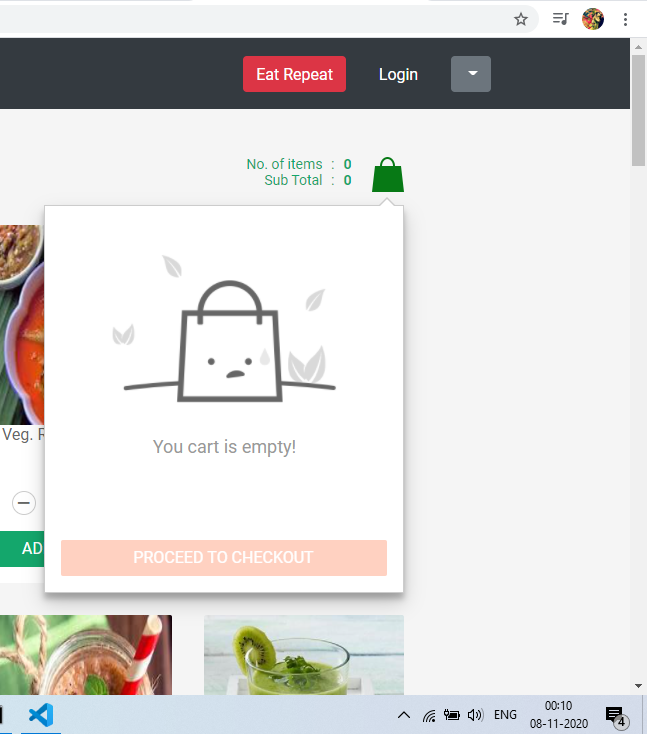 Eat Repeat
Login
No. of items : 0
Sub Total : 0
You cart is empty!
Veg.
AD
PROCEED TO CHECKOUT
ENG
00:10
08-11-2020
4